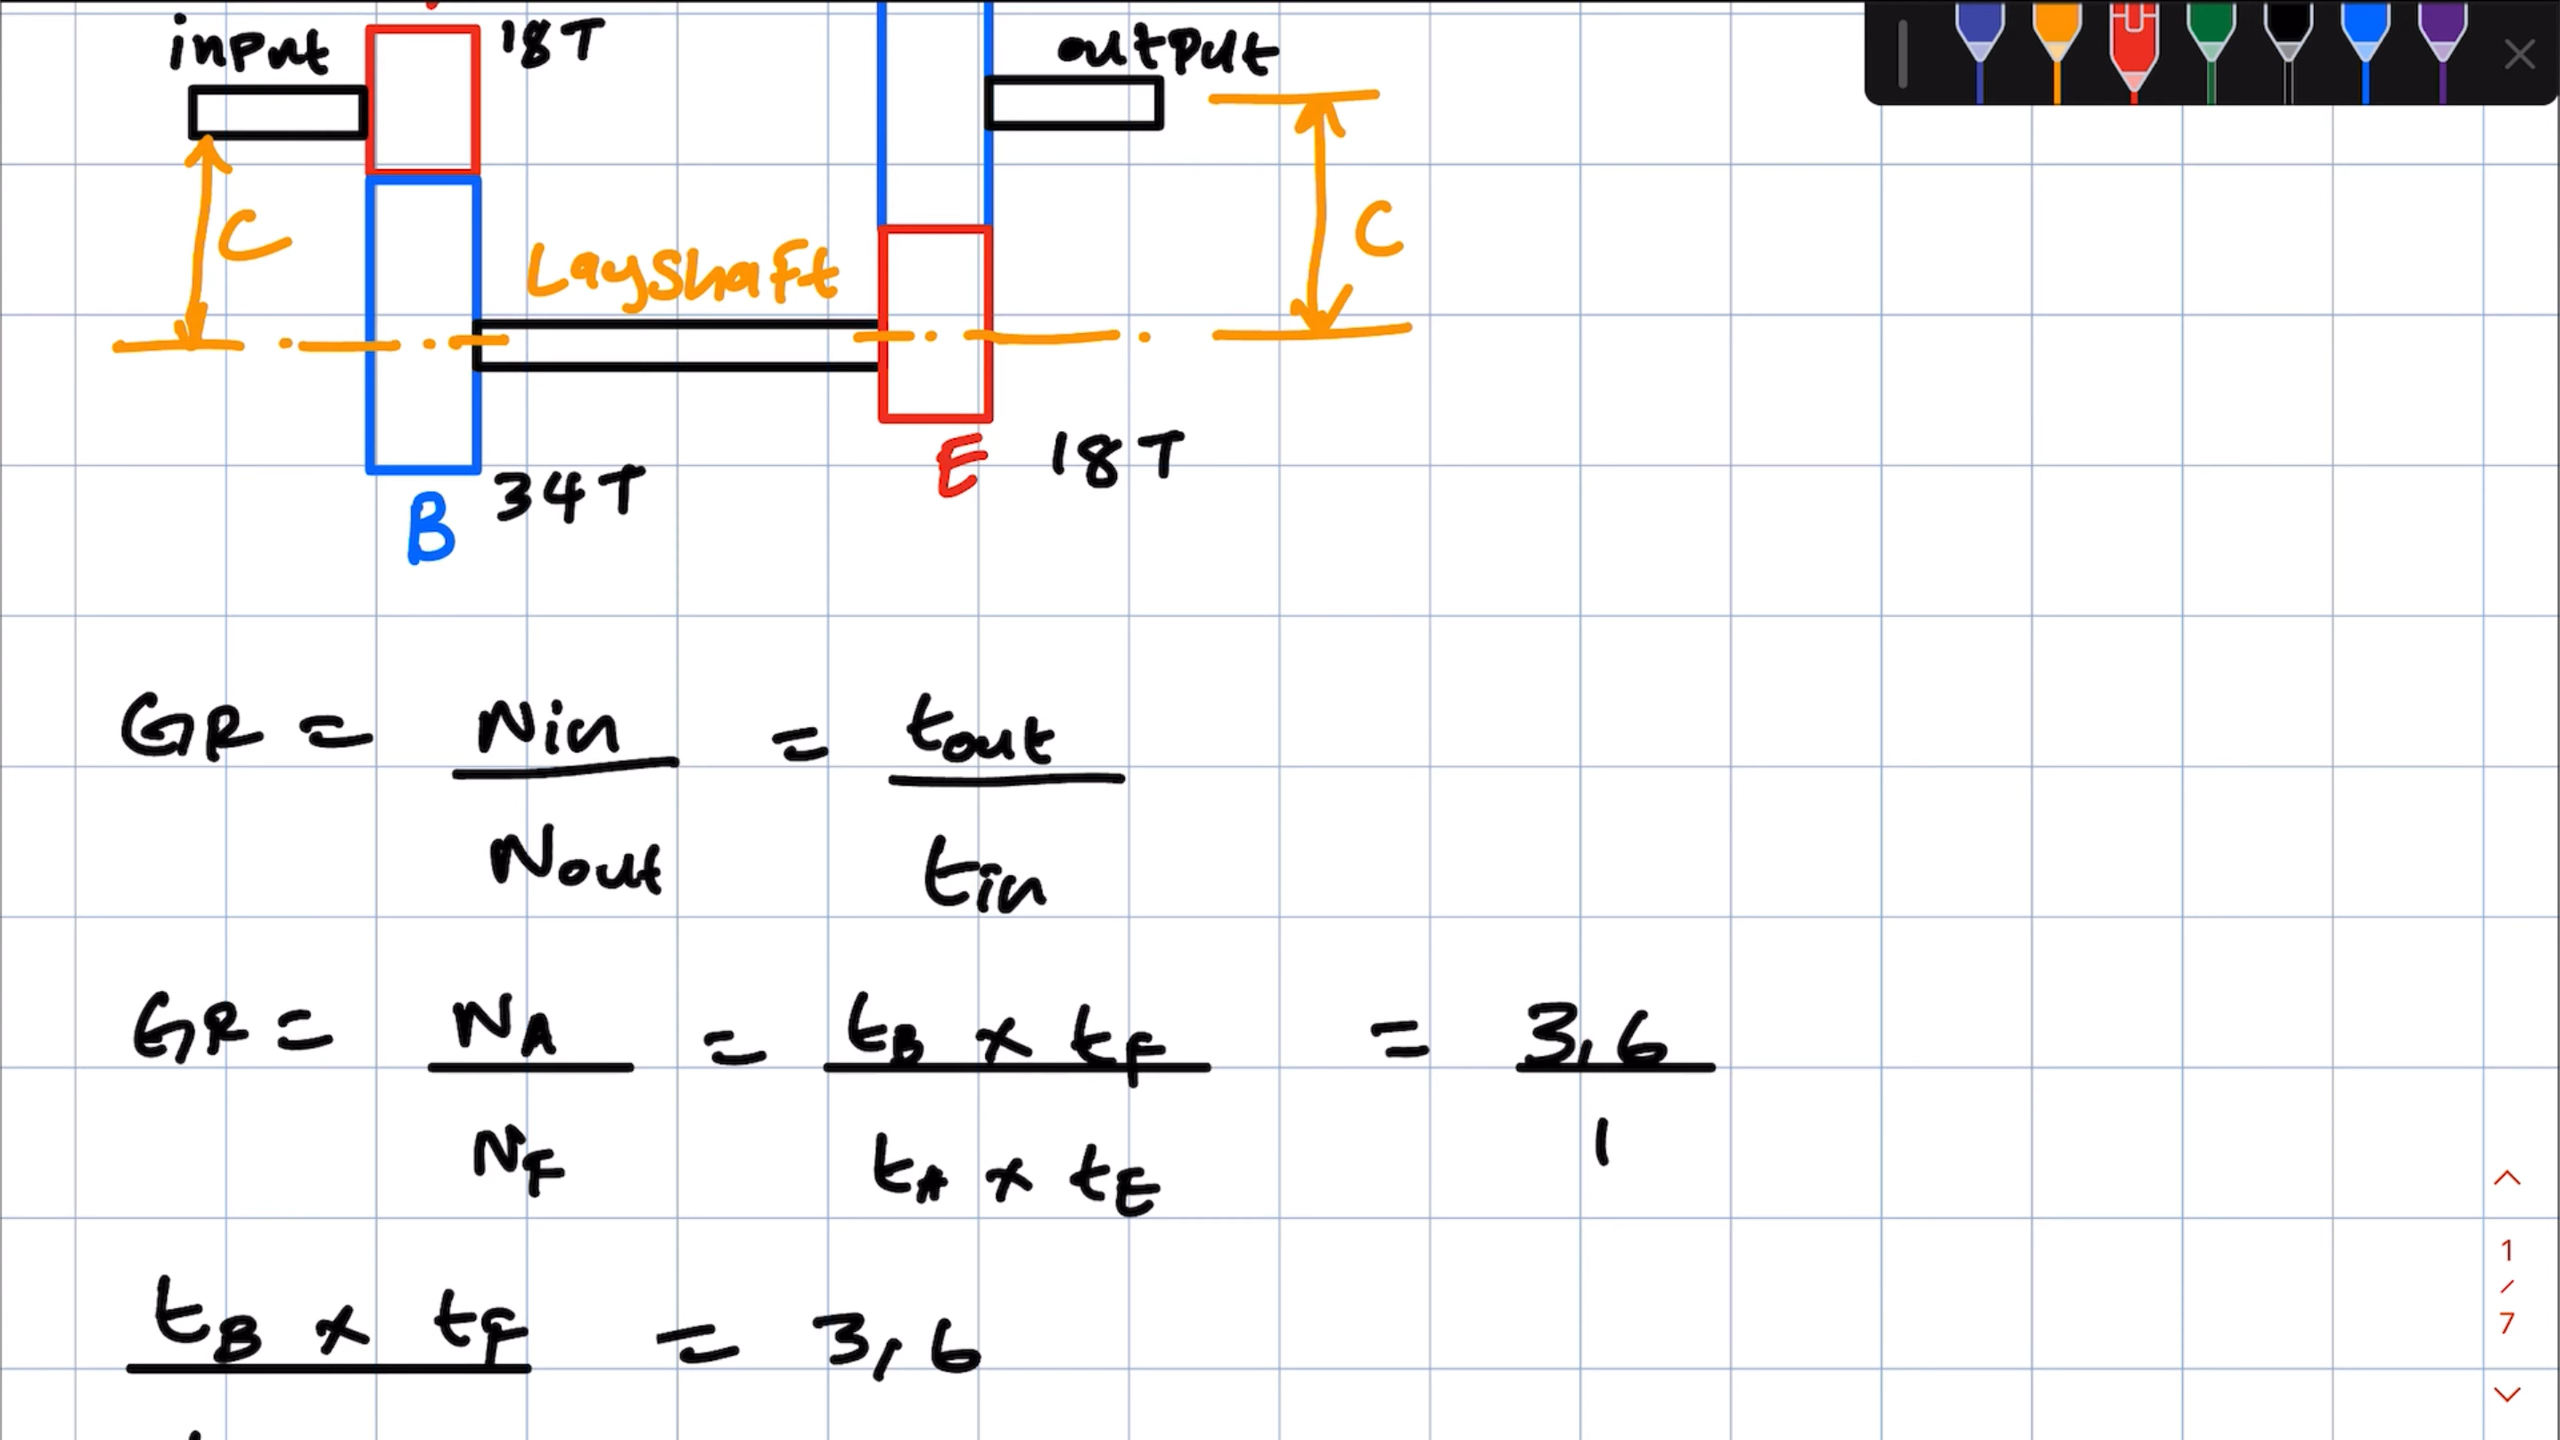 input 18T output
C C
Layshaft
E 18T
B 34T
GR = Nin / Nout = tout / tin
GR = NA / NF = tB x tF / tA x tE = 3,6 / 1
tB x tF = 3,6
1
/
7